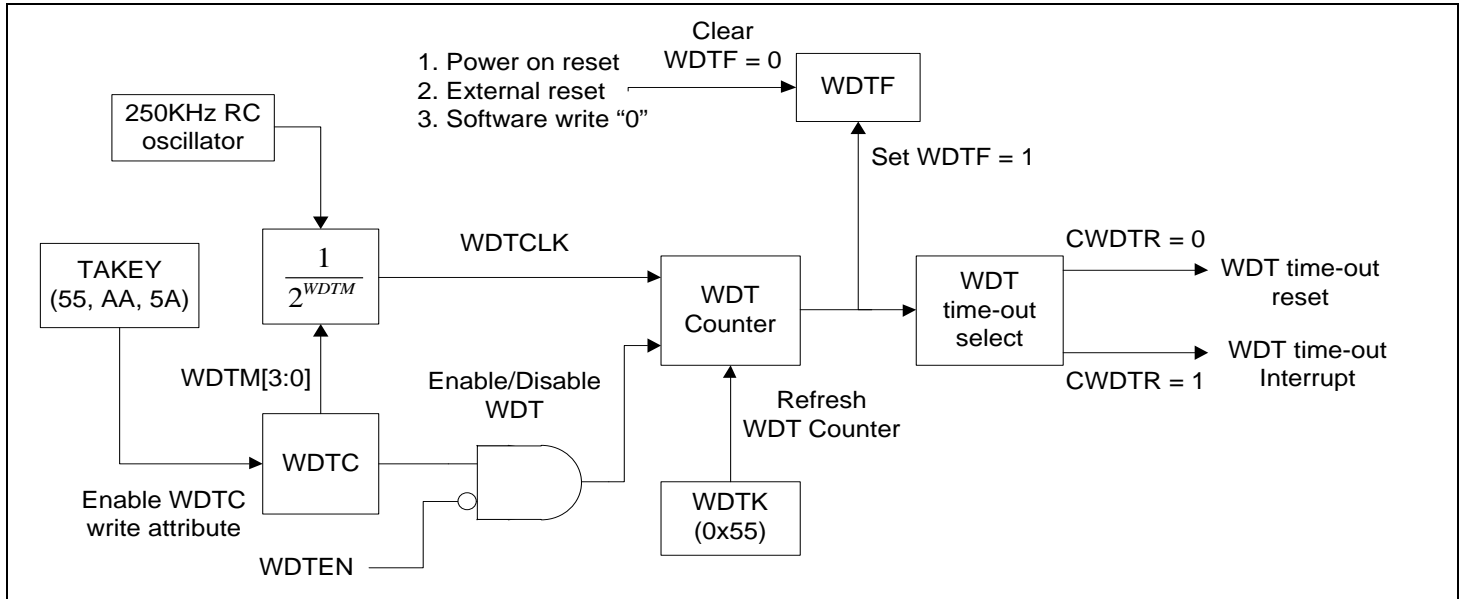 Clear
WDTF = 0
1. Power on reset
2. External reset
3. Software write “0”
WDTF
250KHz RC
oscillator
Set WDTF = 1
TAKEY
(55, AA, 5A)
1
2^WDTM
WDTCLK
WDT
Counter
WDT
time-out
select
CWDTR = 0
WDT time-out
reset
WDT time-out
Interrupt
CWDTR = 1
WDTM[3:0]
Enable/Disable
WDT
Refresh
WDT Counter
WDTC
Enable WDTC
write attribute
WDTK
(0x55)
WDTEN